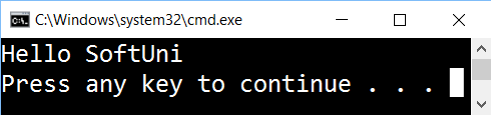 C:\Windows\system32\cmd.exe
Hello SoftUni
Press any key to continue . . .